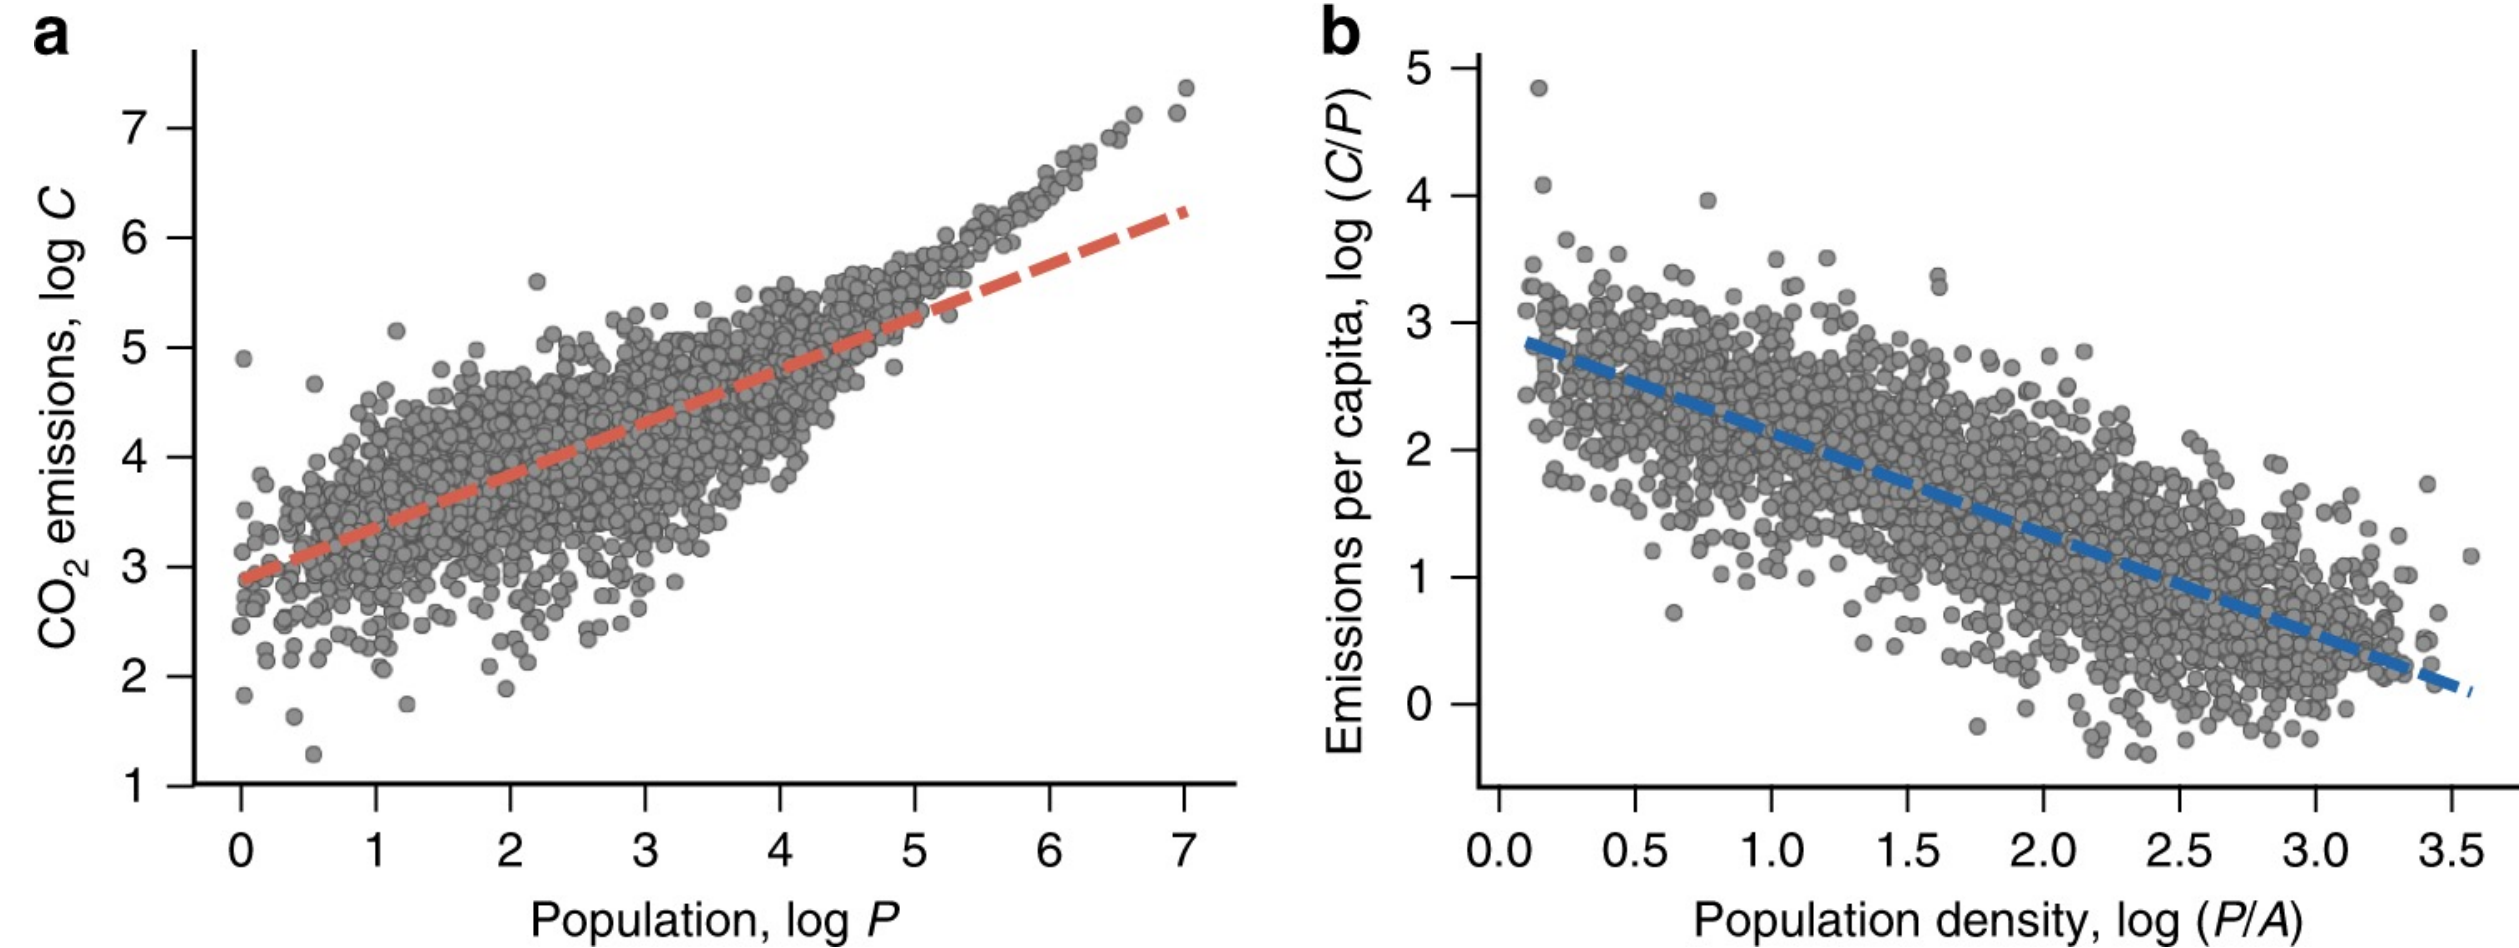 a
7
6
5
4
3
2
1
CO2 emissions, log C
0 1 2 3 4 5 6 7
Population, log P
b
5
4
3
2
1
0
Emissions per capita, log (C/P)
0.0 0.5 1.0 1.5 2.0 2.5 3.0 3.5
Population density, log (P/A)